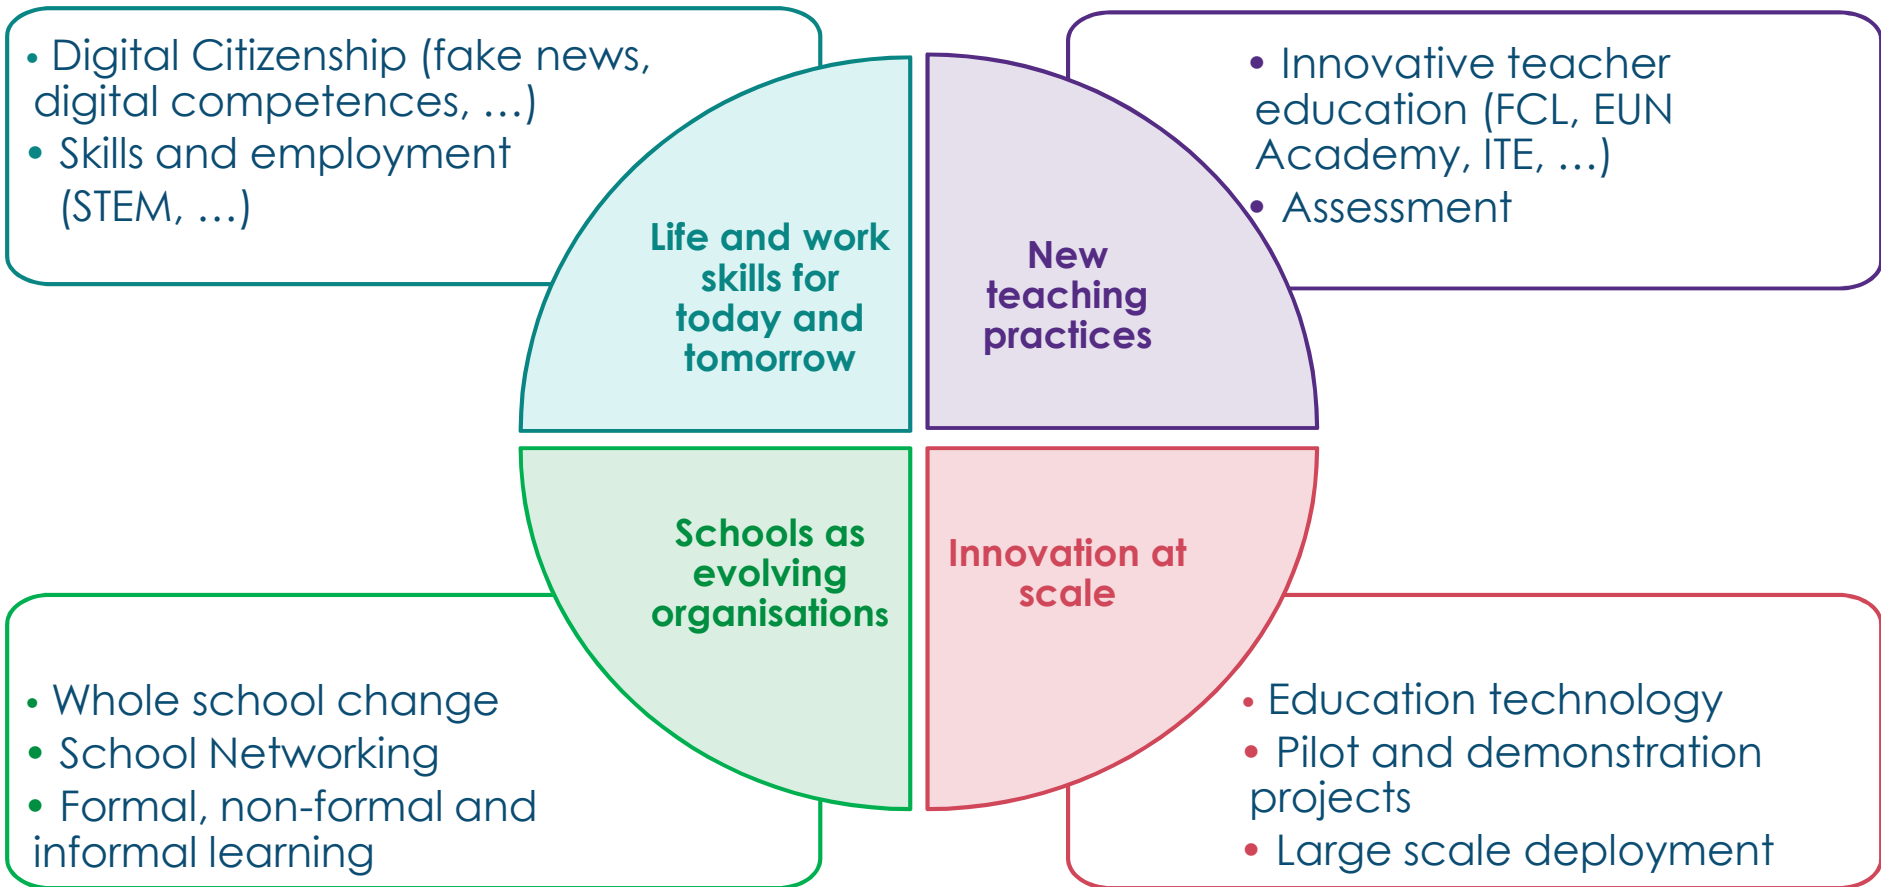 • Digital Citizenship (fake news,
digital competences, …)
• Skills and employment
(STEM, …)
• Innovative teacher
education (FCL, EUN
Academy, ITE, …)
• Assessment
Life and work
skills for
today and
tomorrow
New
teaching
practices
Schools as
evolving
organisations
Innovation at
scale
• Whole school change
• School Networking
• Formal, non-formal and
informal learning
• Education technology
• Pilot and demonstration
projects
• Large scale deployment